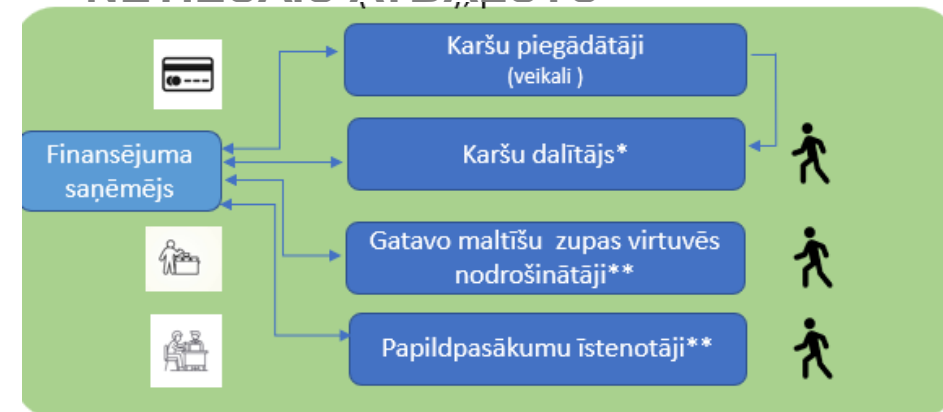 Karšu piegādātāji
(veikali )
Finansējuma
saņēmējs
Karšu dalītājs*
Gatavo maltīšu zupas virtuvēs
nodrošinātāji**
Papildpasākumu īstenotāji**